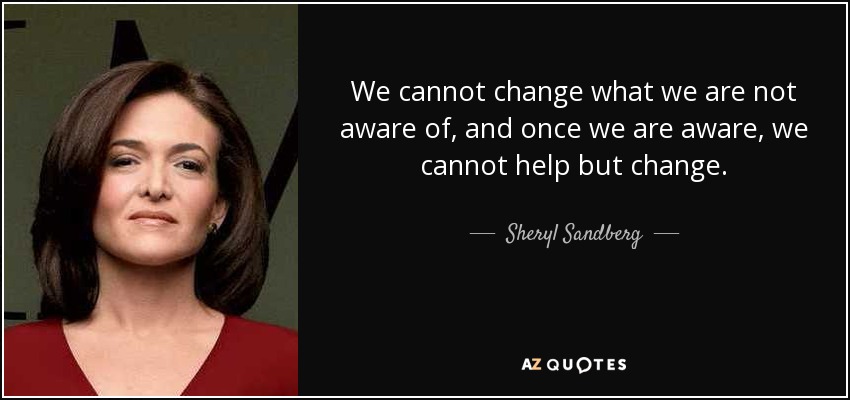 We cannot change what we are not
aware of, and once we are aware, we
cannot help but change.
Sheryl Sandberg
AZ QUOTES